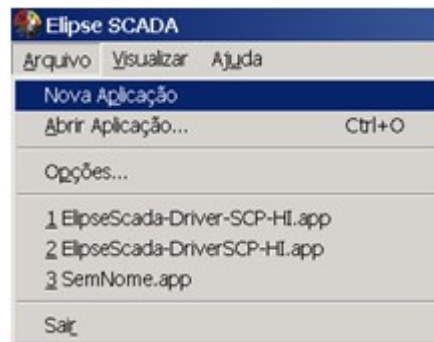 Elipse SCADA
Arquivo Visualizar Ajuda
Nova Aplicação
Abrir Aplicação... Ctrl+O
Opções...
1 ElipseScada-Driver-SCP-HI.app
2 ElipseScada-DriverSCP-HI.app
3 SemNome.app
Sair